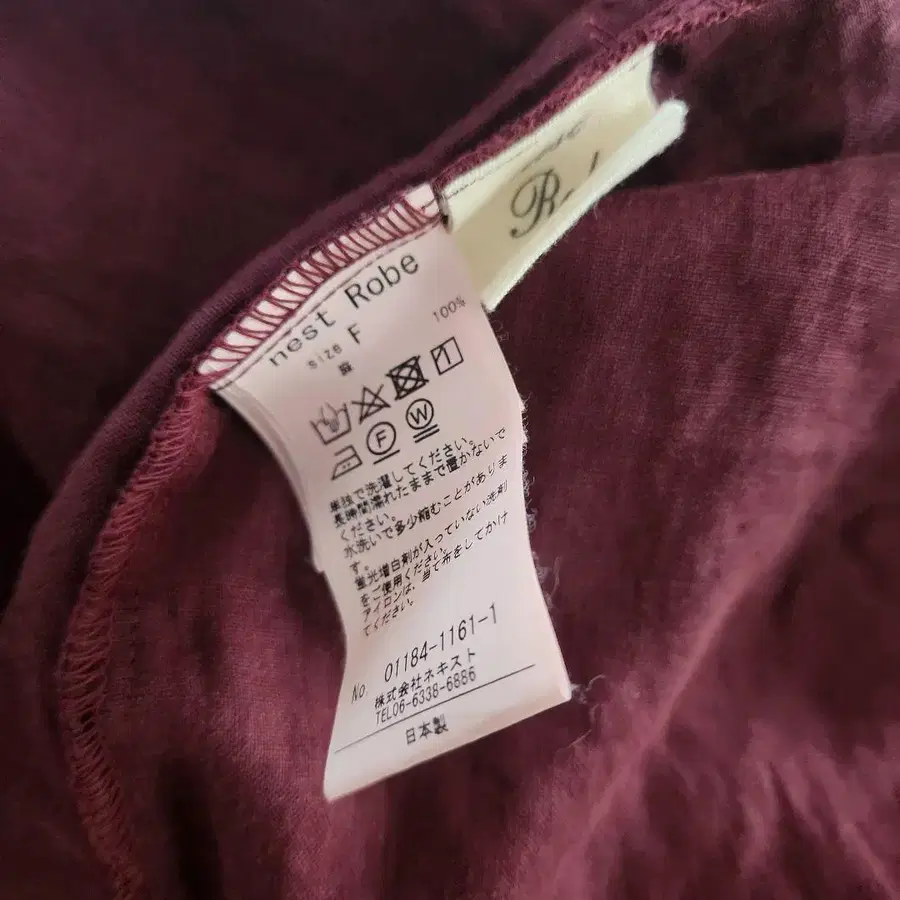 nest Robe
size F
麻 100%
F W
単独で洗濯してください。
長時間濡れたままで置かないで
ください。
水洗いで多少縮むことがありま
す。
蛍光増白剤が入っていない洗剤
をご使用ください。
アイロンは、当て布をしてかけ
てください。
No. 01184-1161-1
株式会社ネキスト
TEL06-6338-6886
日本製